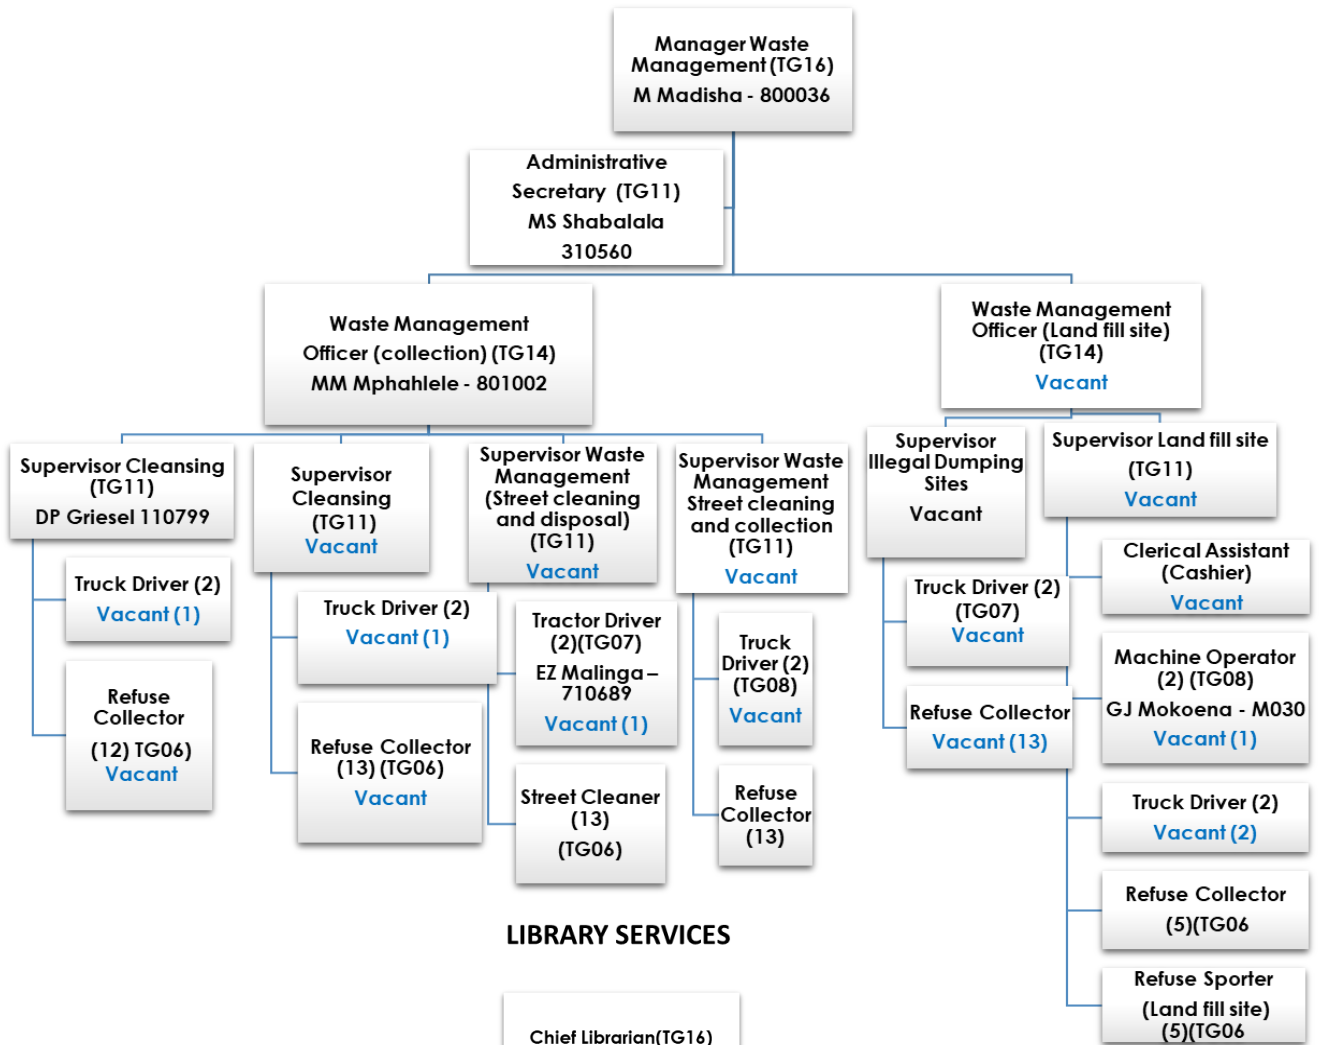 Manager Waste
Management (TG16)
M Madisha - 800036
Administrative
Secretary (TG11)
MS Shabalala
310560
Waste Management
Officer (collection) (TG14)
MM Mphahlele - 801002
Waste Management
Officer (Land fill site)
(TG14)
Vacant
Supervisor Cleansing
(TG11)
DP Griesel 110799
Truck Driver (2)
Vacant (1)
Refuse
Collector
(12) TG06)
Vacant
Supervisor
Cleansing
(TG11)
Vacant
Truck Driver (2)
Vacant (1)
Refuse Collector
(13) (TG06)
Vacant
Supervisor Waste
Management
(Street cleaning
and disposal)
(TG11)
Vacant
Tractor Driver
(2)(TG07)
EZ Malinga –
710689
Vacant (1)
Street Cleaner
(13)
(TG06)
Supervisor Waste
Management
Street cleaning
and collection
(TG11)
Vacant
Truck
Driver (2)
(TG08)
Vacant
Refuse
Collector
(13)
Supervisor
Illegal Dumping
Sites
Vacant
Truck Driver (2)
(TG07)
Vacant
Refuse Collector
Vacant (13)
Supervisor Land fill site
(TG11)
Vacant
Clerical Assistant
(Cashier)
Vacant
Machine Operator
(2) (TG08)
GJ Mokoena - M030
Vacant (1)
Truck Driver (2)
Vacant (2)
Refuse Collector
(5)(TG06
Refuse Sporter
(Land fill site)
(5)(TG06
LIBRARY SERVICES
Chief Librarian(TG16)